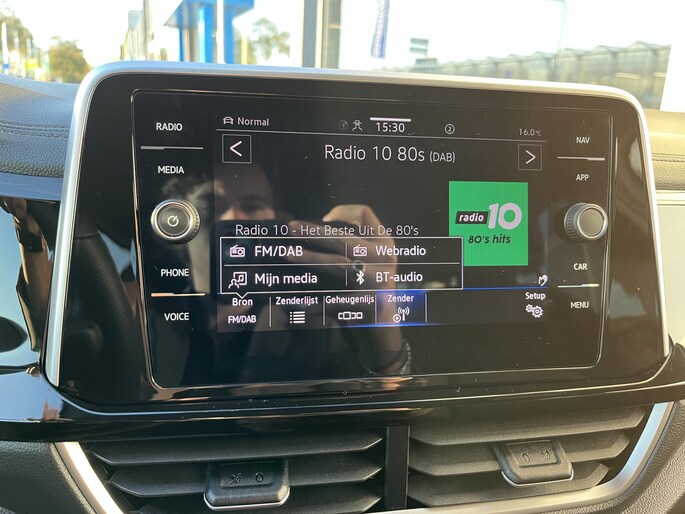 Normal
15:30
2
16.0°C
RADIO
MEDIA
PHONE
VOICE
Radio 10 80s (DAB)
Radio 10 - Het Beste Uit De 80's
radio 10
80's hits
FM/DAB
Webradio
Mijn media
BT-audio
Bron
FM/DAB
Zenderlijst
Geheugenlijs
Zender
Setup
NAV
APP
CAR
MENU